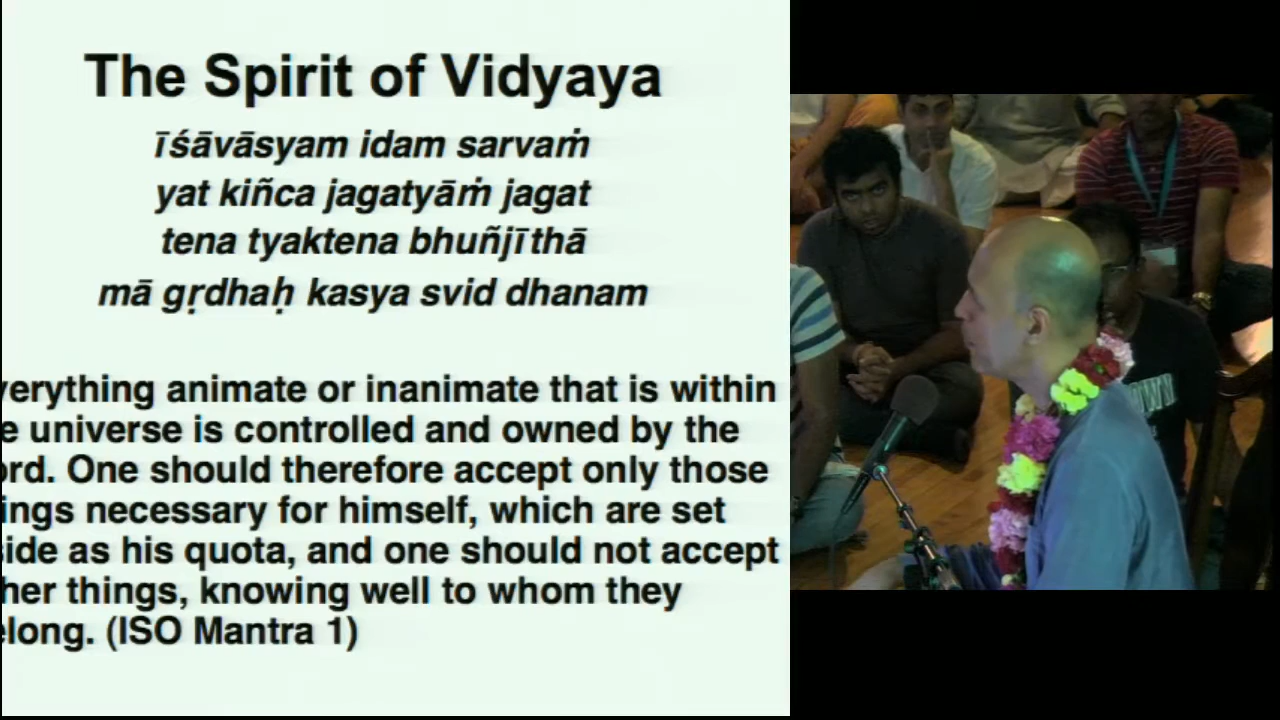 The Spirit of Vidyaya
īśāvāsyam idam sarvaṁ
yat kiñca jagatyāṁ jagat
tena tyaktena bhuñjīthā
mā gṛdhaḥ kasya svid dhanam
verything animate or inanimate that is within
e universe is controlled and owned by the
ord. One should therefore accept only those
ings necessary for himself, which are set
side as his quota, and one should not accept
her things, knowing well to whom they
elong. (ISO Mantra 1)